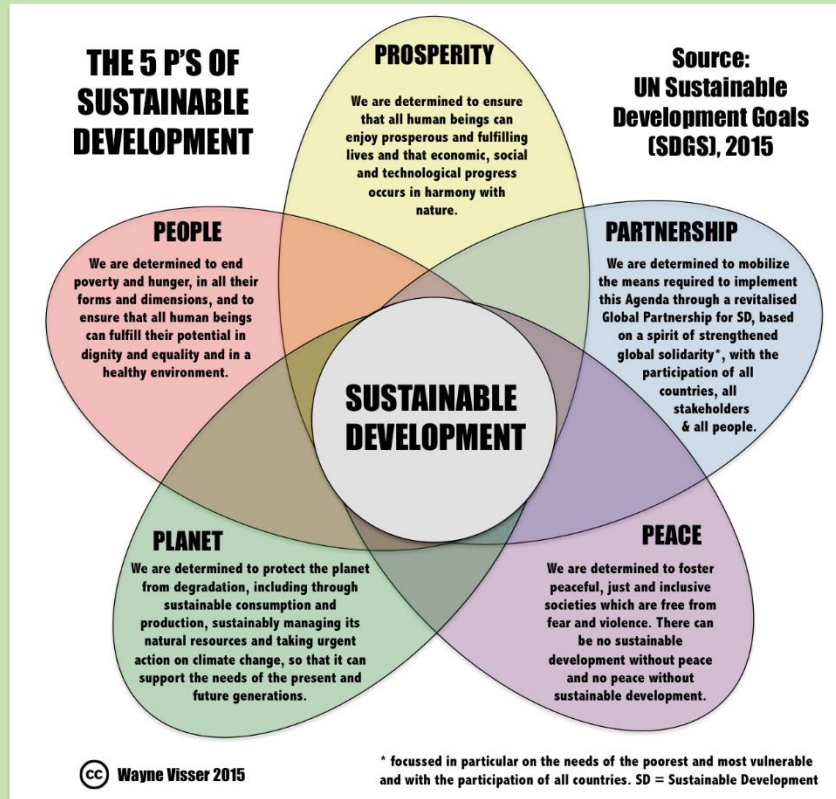 THE 5 P'S OF
SUSTAINABLE
DEVELOPMENT
PROSPERITY
We are determined to ensure
that all human beings can
enjoy prosperous and fulfilling
lives and that economic, social
and technological progress
occurs in harmony with
nature.
Source:
UN Sustainable
Development Goals
(SDGS), 2015
PEOPLE
We are determined to end
poverty and hunger, in all their
forms and dimensions, and to
ensure that all human beings
can fulfill their potential in
dignity and equality and in a
healthy environment.
PARTNERSHIP
We are determined to mobilize
the means required to implement
this Agenda through a revitalised
Global Partnership for SD, based
on a spirit of strengthened
global solidarity*, with the
participation of all
countries, all
stakeholders
& all people.
SUSTAINABLE
DEVELOPMENT
PLANET
We are determined to protect the planet
from degradation, including through
sustainable consumption and
production, sustainably managing its
natural resources and taking urgent
action on climate change, so that it can
support the needs of the present and
future generations.
PEACE
We are determined to foster
peaceful, just and inclusive
societies which are free from
fear and violence. There can
be no sustainable
development without peace
and no peace without
sustainable development.
cc Wayne Visser 2015
* focussed in particular on the needs of the poorest and most vulnerable
and with the participation of all countries. SD = Sustainable Development